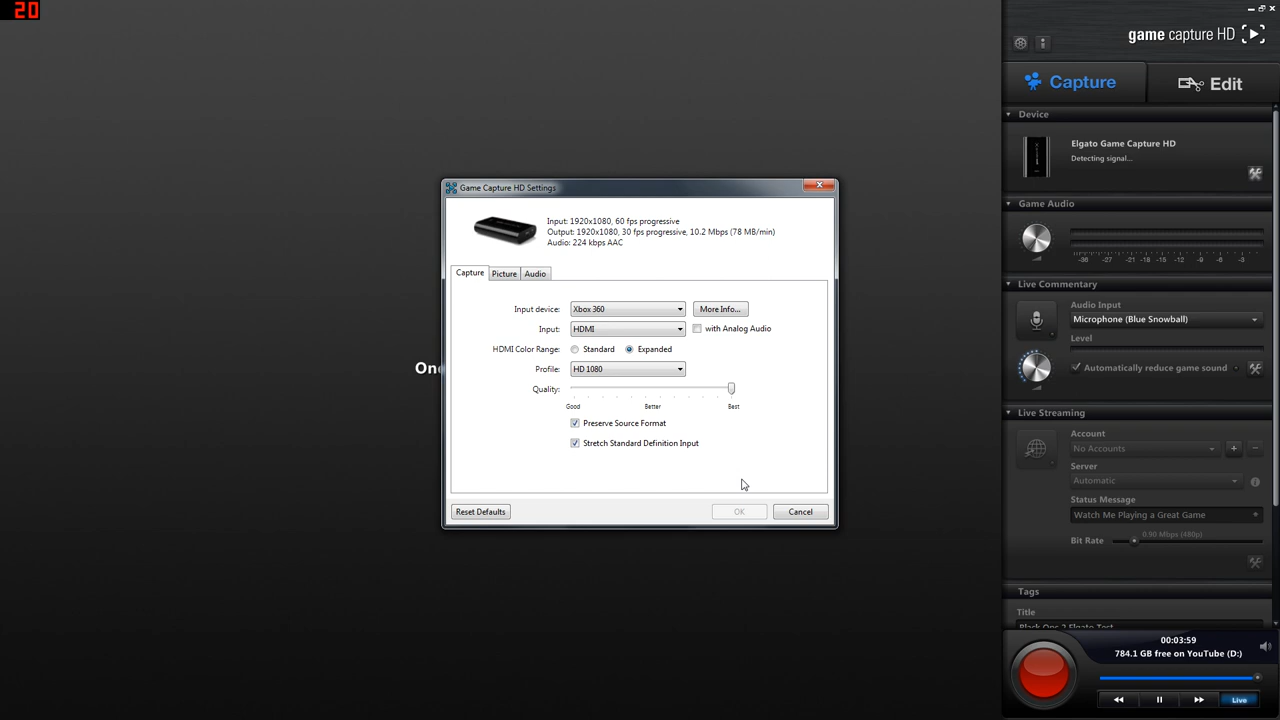 20
game capture HD
Capture
Edit
Device
Elgato Game Capture HD
Detecting signal...
Game Audio
-36 -27 -21 -18 -15 -12 -9 -6 -3
Live Commentary
Audio Input
Microphone (Blue Snowball)
Level
Automatically reduce game sound
Live Streaming
Account
No Accounts
Server
Automatic
Status Message
Watch Me Playing a Great Game
Bit Rate
0.90 Mbps (480p)
Tags
Title
Black Ops 2 Elgato Test
00:03:59
784.1 GB free on YouTube (D:)
Live
Game Capture HD Settings
Input: 1920x1080, 60 fps progressive
Output: 1920x1080, 30 fps progressive, 10.2 Mbps (78 MB/min)
Audio: 224 kbps AAC
Capture Picture Audio
Input device: Xbox 360 More Info...
Input: HDMI with Analog Audio
HDMI Color Range: Standard Expanded
Profile: HD 1080
Quality:
Good Better Best
Preserve Source Format
Stretch Standard Definition Input
Reset Defaults OK Cancel